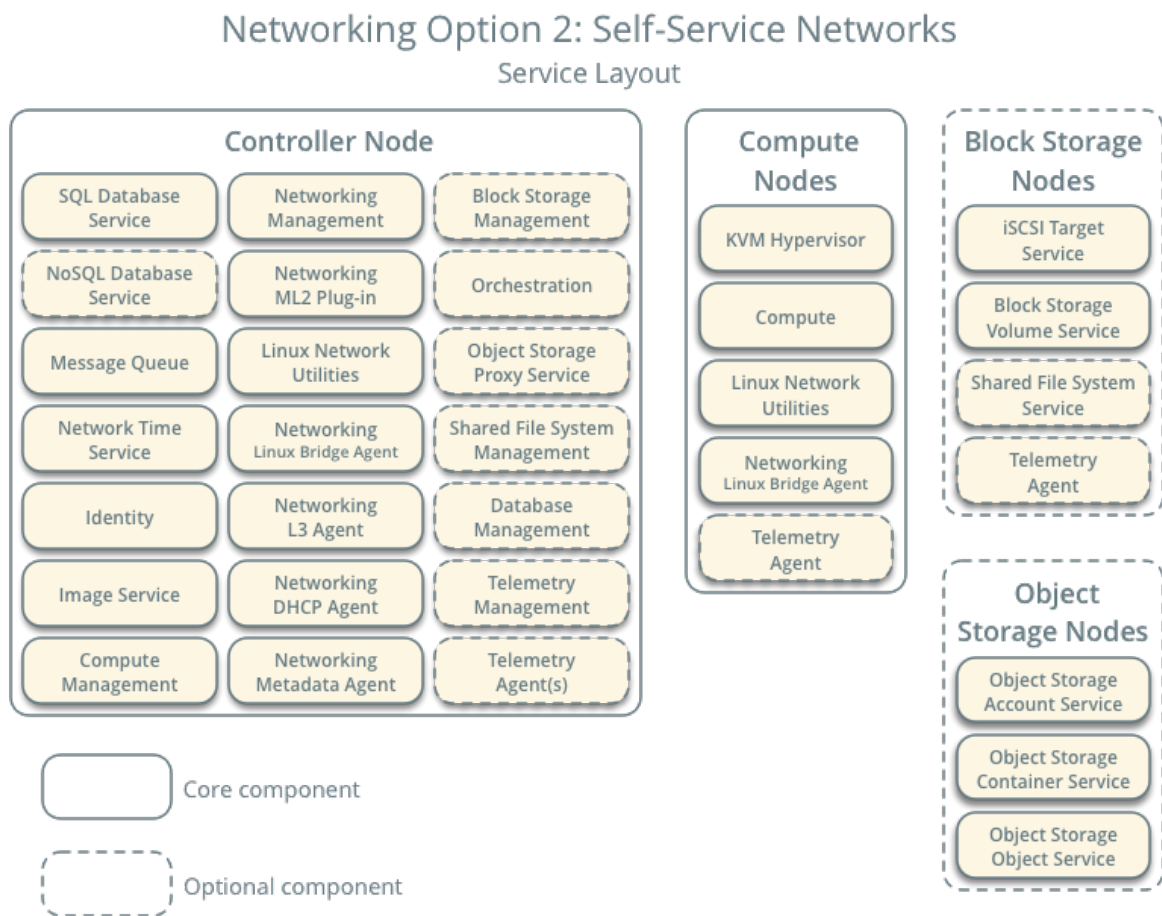 Networking Option 2: Self-Service Networks
Service Layout
Controller Node
SQL Database
Service
Networking
Management
Block Storage
Management
NoSQL Database
Service
Networking
ML2 Plug-in
Orchestration
Message Queue
Linux Network
Utilities
Object Storage
Proxy Service
Network Time
Service
Networking
Linux Bridge Agent
Shared File System
Management
Identity
Networking
L3 Agent
Database
Management
Image Service
Networking
DHCP Agent
Telemetry
Management
Compute
Management
Networking
Metadata Agent
Telemetry
Agent(s)
Compute
Nodes
KVM Hypervisor
Compute
Linux Network
Utilities
Networking
Linux Bridge Agent
Telemetry
Agent
Block Storage
Nodes
iSCSI Target
Service
Block Storage
Volume Service
Shared File System
Service
Telemetry
Agent
Object
Storage Nodes
Object Storage
Account Service
Object Storage
Container Service
Object Storage
Object Service
Core component
Optional component